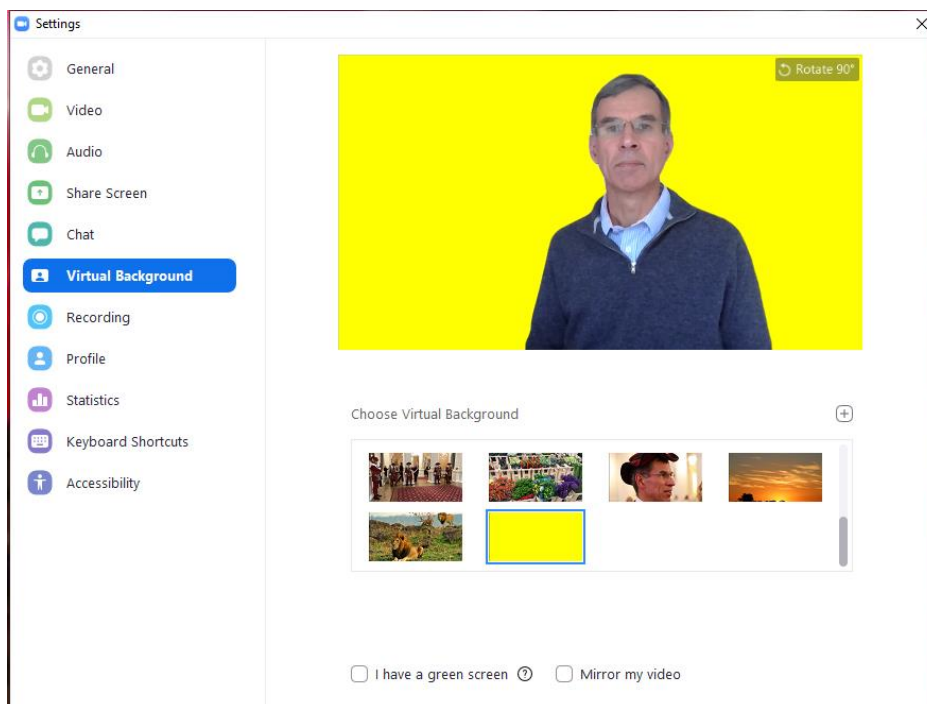 Settings
General
Video
Audio
Share Screen
Chat
Virtual Background
Recording
Profile
Statistics
Keyboard Shortcuts
Accessibility
Rotate 90°
Choose Virtual Background
I have a green screen
Mirror my video